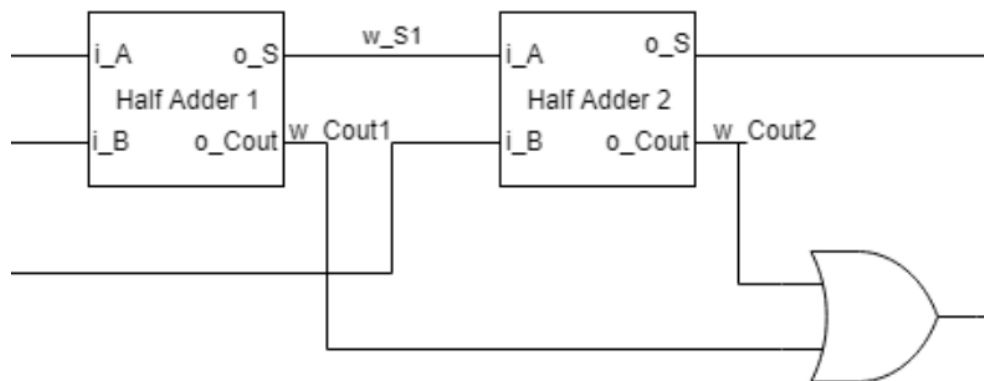 w_S1
i_A o_S
Half Adder 1
i_B o_Cout
w_Cout1
i_A o_S
Half Adder 2
i_B o_Cout
w_Cout2